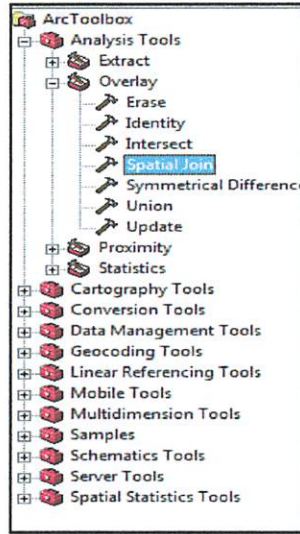 ArcToolbox
Analysis Tools
Extract
Overlay
Erase
Identity
Intersect
Spatial Join
Symmetrical Difference
Union
Update
Proximity
Statistics
Cartography Tools
Conversion Tools
Data Management Tools
Geocoding Tools
Linear Referencing Tools
Mobile Tools
Multidimension Tools
Samples
Schematics Tools
Server Tools
Spatial Statistics Tools